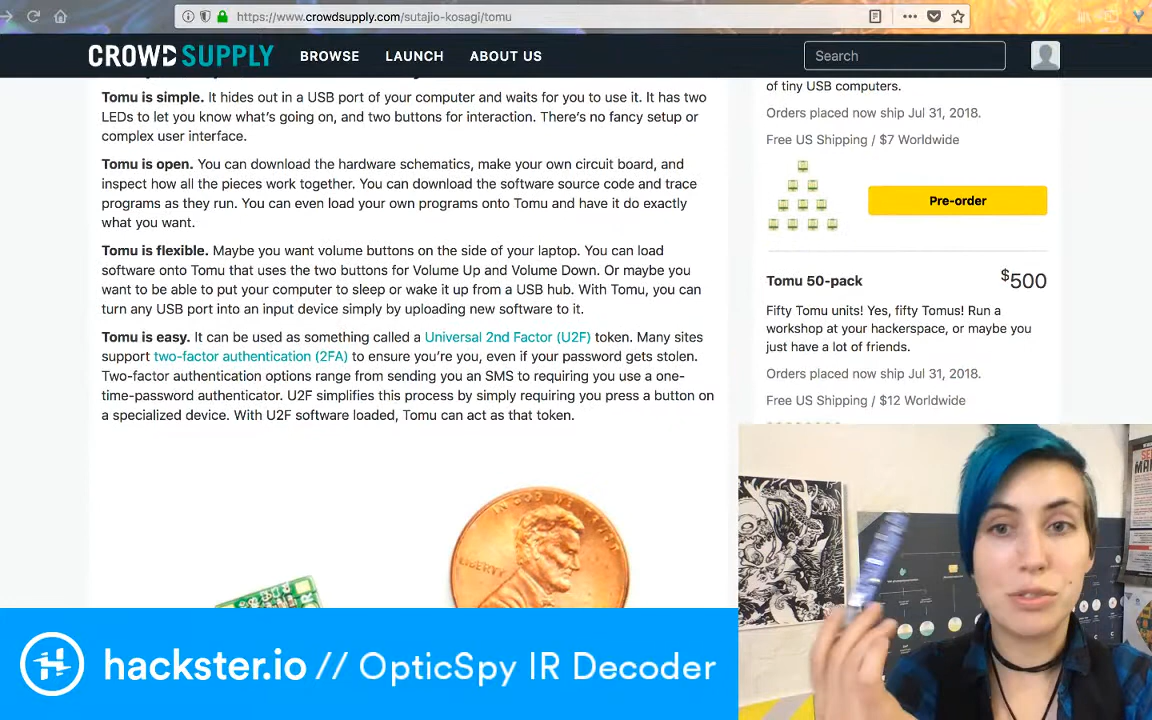 https://www.crowdsupply.com/sutajio-kosagi/tomu
CROWD SUPPLY BROWSE LAUNCH ABOUT US Search
Tomu is simple. It hides out in a USB port of your computer and waits for you to use it. It has two
LEDs to let you know what's going on, and two buttons for interaction. There's no fancy setup or
complex user interface.
Tomu is open. You can download the hardware schematics, make your own circuit board, and
inspect how all the pieces work together. You can download the software source code and trace
programs as they run. You can even load your own programs onto Tomu and have it do exactly
what you want.
Tomu is flexible. Maybe you want volume buttons on the side of your laptop. You can load
software onto Tomu that uses the two buttons for Volume Up and Volume Down. Or maybe you
want to be able to put your computer to sleep or wake it up from a USB hub. With Tomu, you can
turn any USB port into an input device simply by uploading new software to it.
Tomu is easy. It can be used as something called a Universal 2nd Factor (U2F) token. Many sites
support two-factor authentication (2FA) to ensure you're you, even if your password gets stolen.
Two-factor authentication options range from sending you an SMS to requiring you use a one-
time-password authenticator. U2F simplifies this process by simply requiring you press a button on
a specialized device. With U2F software loaded, Tomu can act as that token.
of tiny USB computers.
Orders placed now ship Jul 31, 2018.
Free US Shipping / $7 Worldwide
Pre-order
Tomu 50-pack $500
Fifty Tomu units! Yes, fifty Tomus! Run a
workshop at your hackerspace, or maybe you
just have a lot of friends.
Orders placed now ship Jul 31, 2018.
Free US Shipping / $12 Worldwide
IN GOD WE TRUST
LIBERTY
hackster.io // OpticSpy IR Decoder